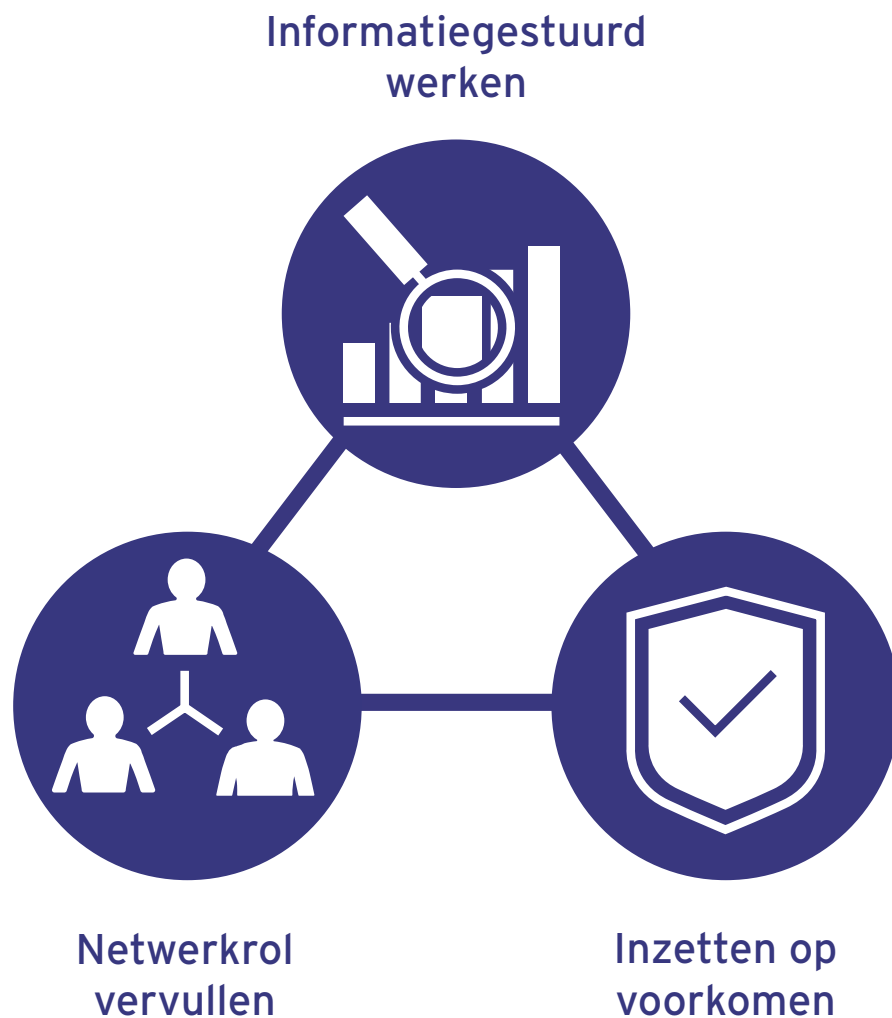 Informatiegestuurd
werken
Netwerkrol
vervullen
Inzetten op
voorkomen